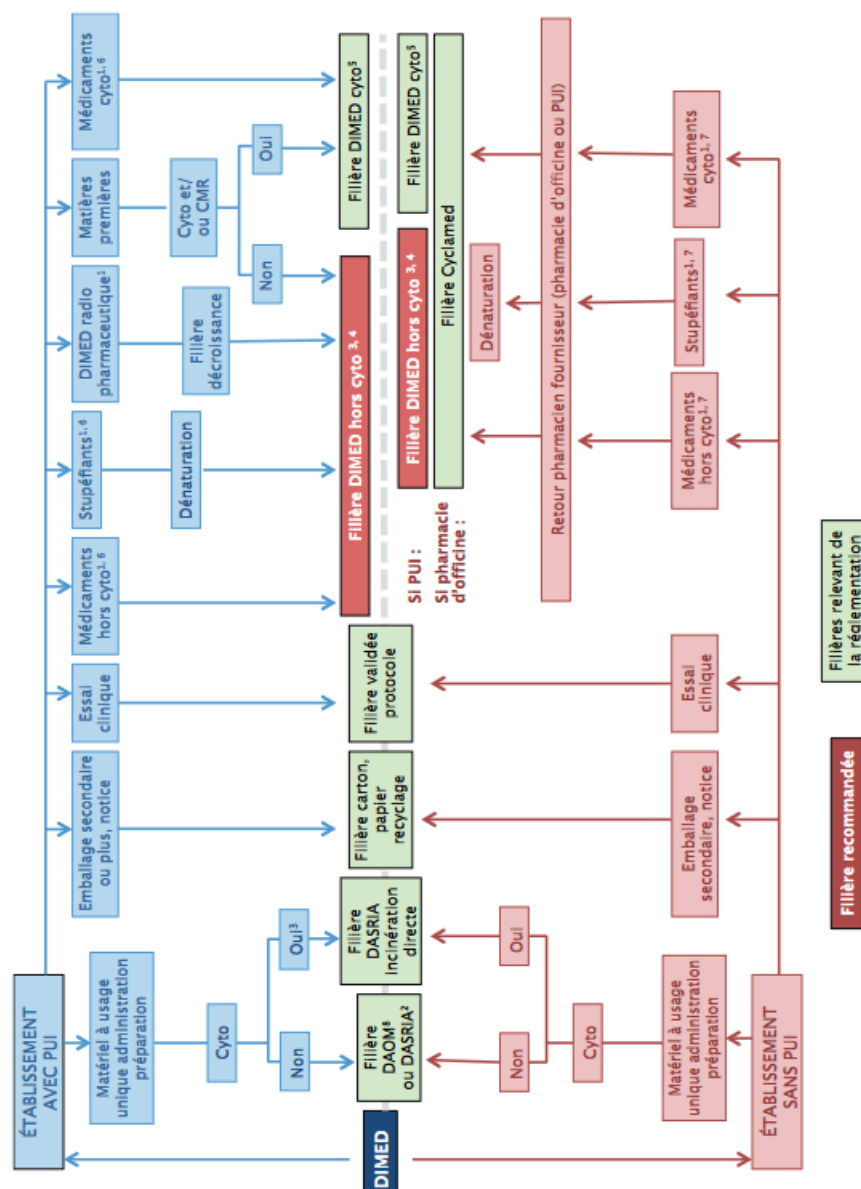 DIMED
ÉTABLISSEMENT
AVEC PUI
Matériel à usage
unique administration
préparation
Cyto
Non
Oui³
Emballage secondaire
ou plus, notice
Essai
clinique
Médicaments
hors cyto¹,⁶
Stupéfiants¹,⁶
Dénaturation
DIMED radio
pharmaceutique¹
Filière
décroissance
Matières
premières
Cyto et/
ou CMR
Non
Oui
Médicaments
cyto¹,⁶
Filière
DAOM⁸
ou DASRIA²
Filière
DASRIA
incinération
directe
Filière carton,
papier
recyclage
Filière validée
protocole
Filière DIMED hors cyto ³,⁴
Filière DIMED cyto⁵
Si PUI :
Filière DIMED hors cyto ³,⁴
Filière DIMED cyto⁵
Si pharmacie
d'officine :
Filière Cyclamed
Dénaturation
Retour pharmacien fournisseur (pharmacie d'officine ou PUI)
Non
Oui
Cyto
Matériel à usage
unique administration
préparation
Emballage
secondaire, notice
Essai
clinique
Médicaments
hors cyto¹,⁷
Stupéfiants¹,⁷
Médicaments
cyto¹,⁷
ÉTABLISSEMENT
SANS PUI
Filière recommandée
Filières relevant de
la réglementation